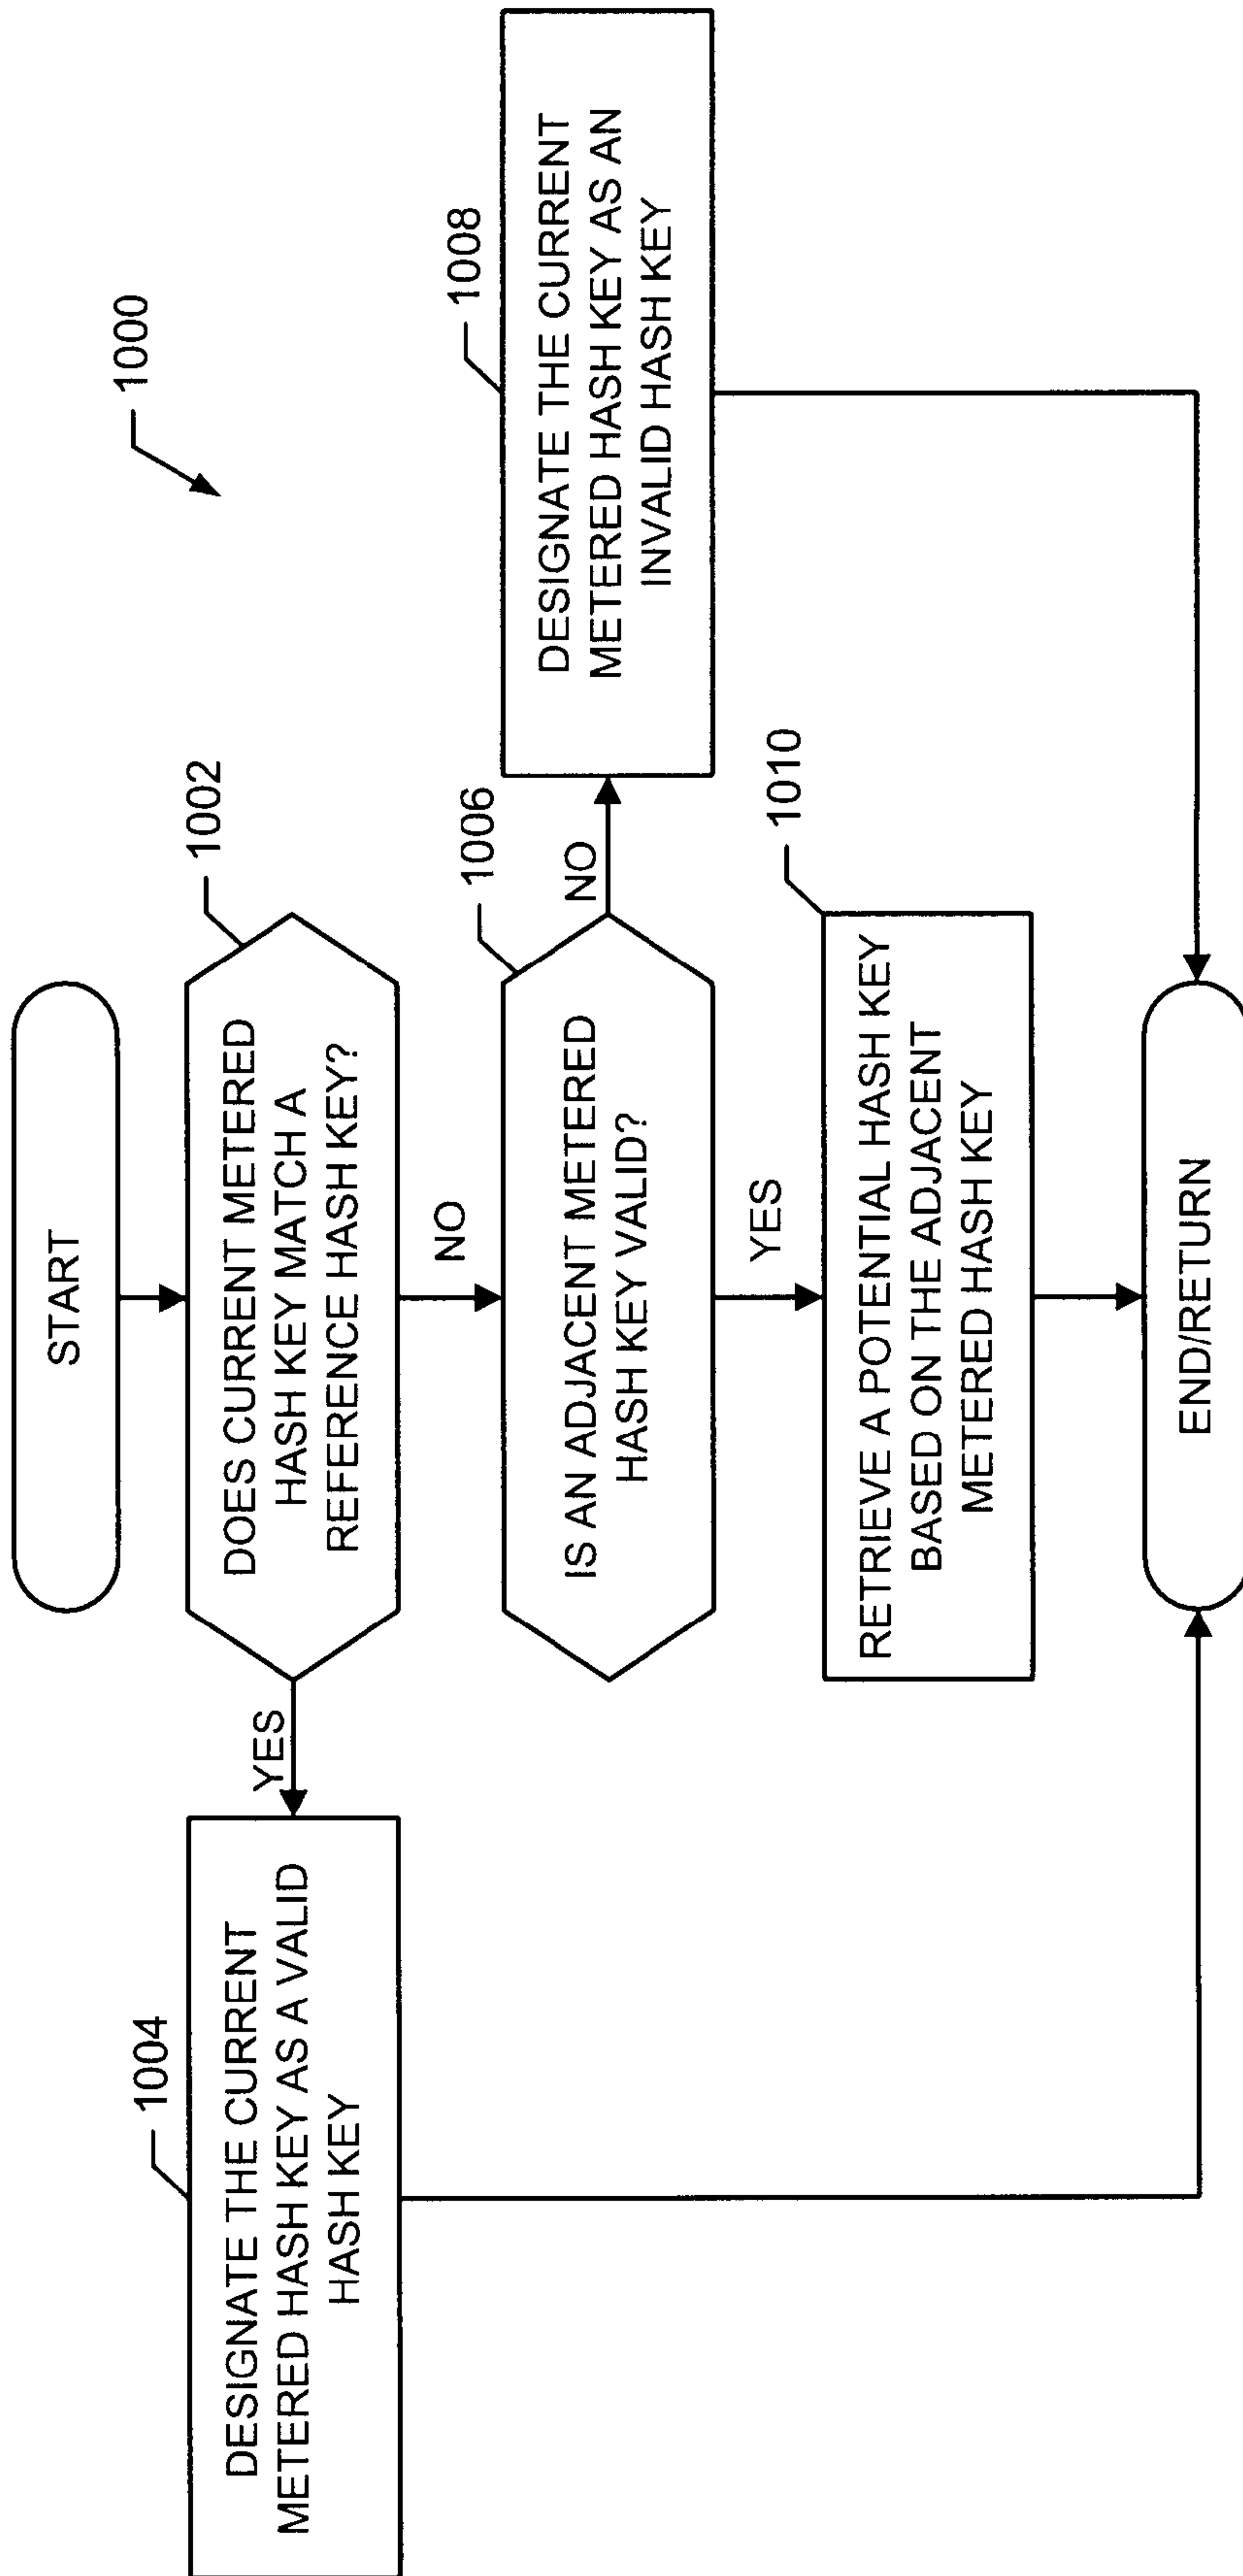 1000
START
1002
DOES CURRENT METERED
HASH KEY MATCH A
REFERENCE HASH KEY?
YES
1004
DESIGNATE THE CURRENT
METERED HASH KEY AS A VALID
HASH KEY
NO
1006
IS AN ADJACENT METERED
HASH KEY VALID?
NO
1008
DESIGNATE THE CURRENT
METERED HASH KEY AS AN
INVALID HASH KEY
YES
1010
RETRIEVE A POTENTIAL HASH KEY
BASED ON THE ADJACENT
METERED HASH KEY
END/RETURN